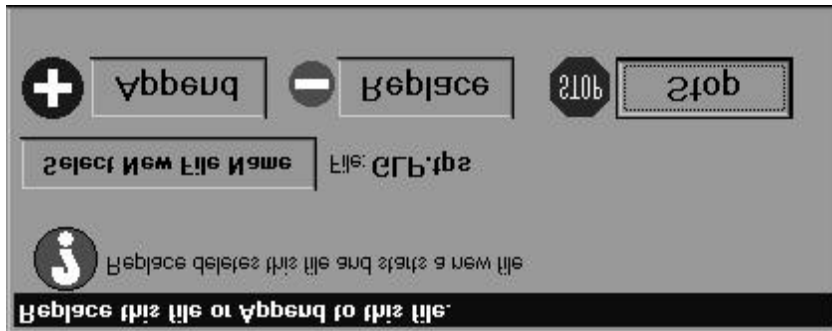 Replace this file or Append to this file.
Replace deletes this file and starts a new file
Select New File Name File: GLP.tps
Append Replace STOP Stop